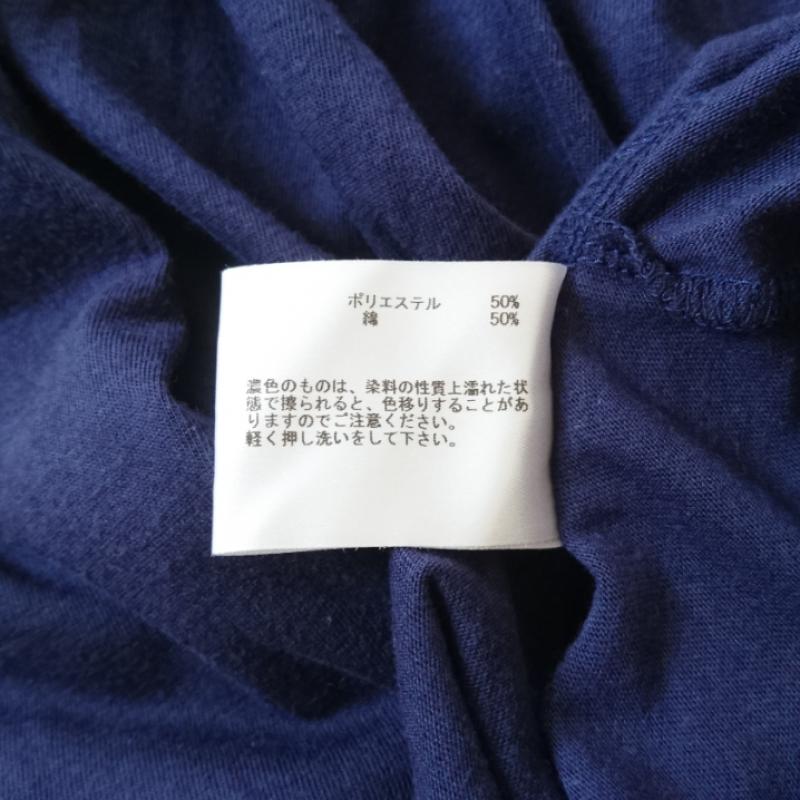 ポリエステル 50%
綿 50%
濃色のものは、染料の性質上濡れた状
態で擦られると、色移りすることがあ
りますのでご注意ください。
軽く押し洗いをして下さい。